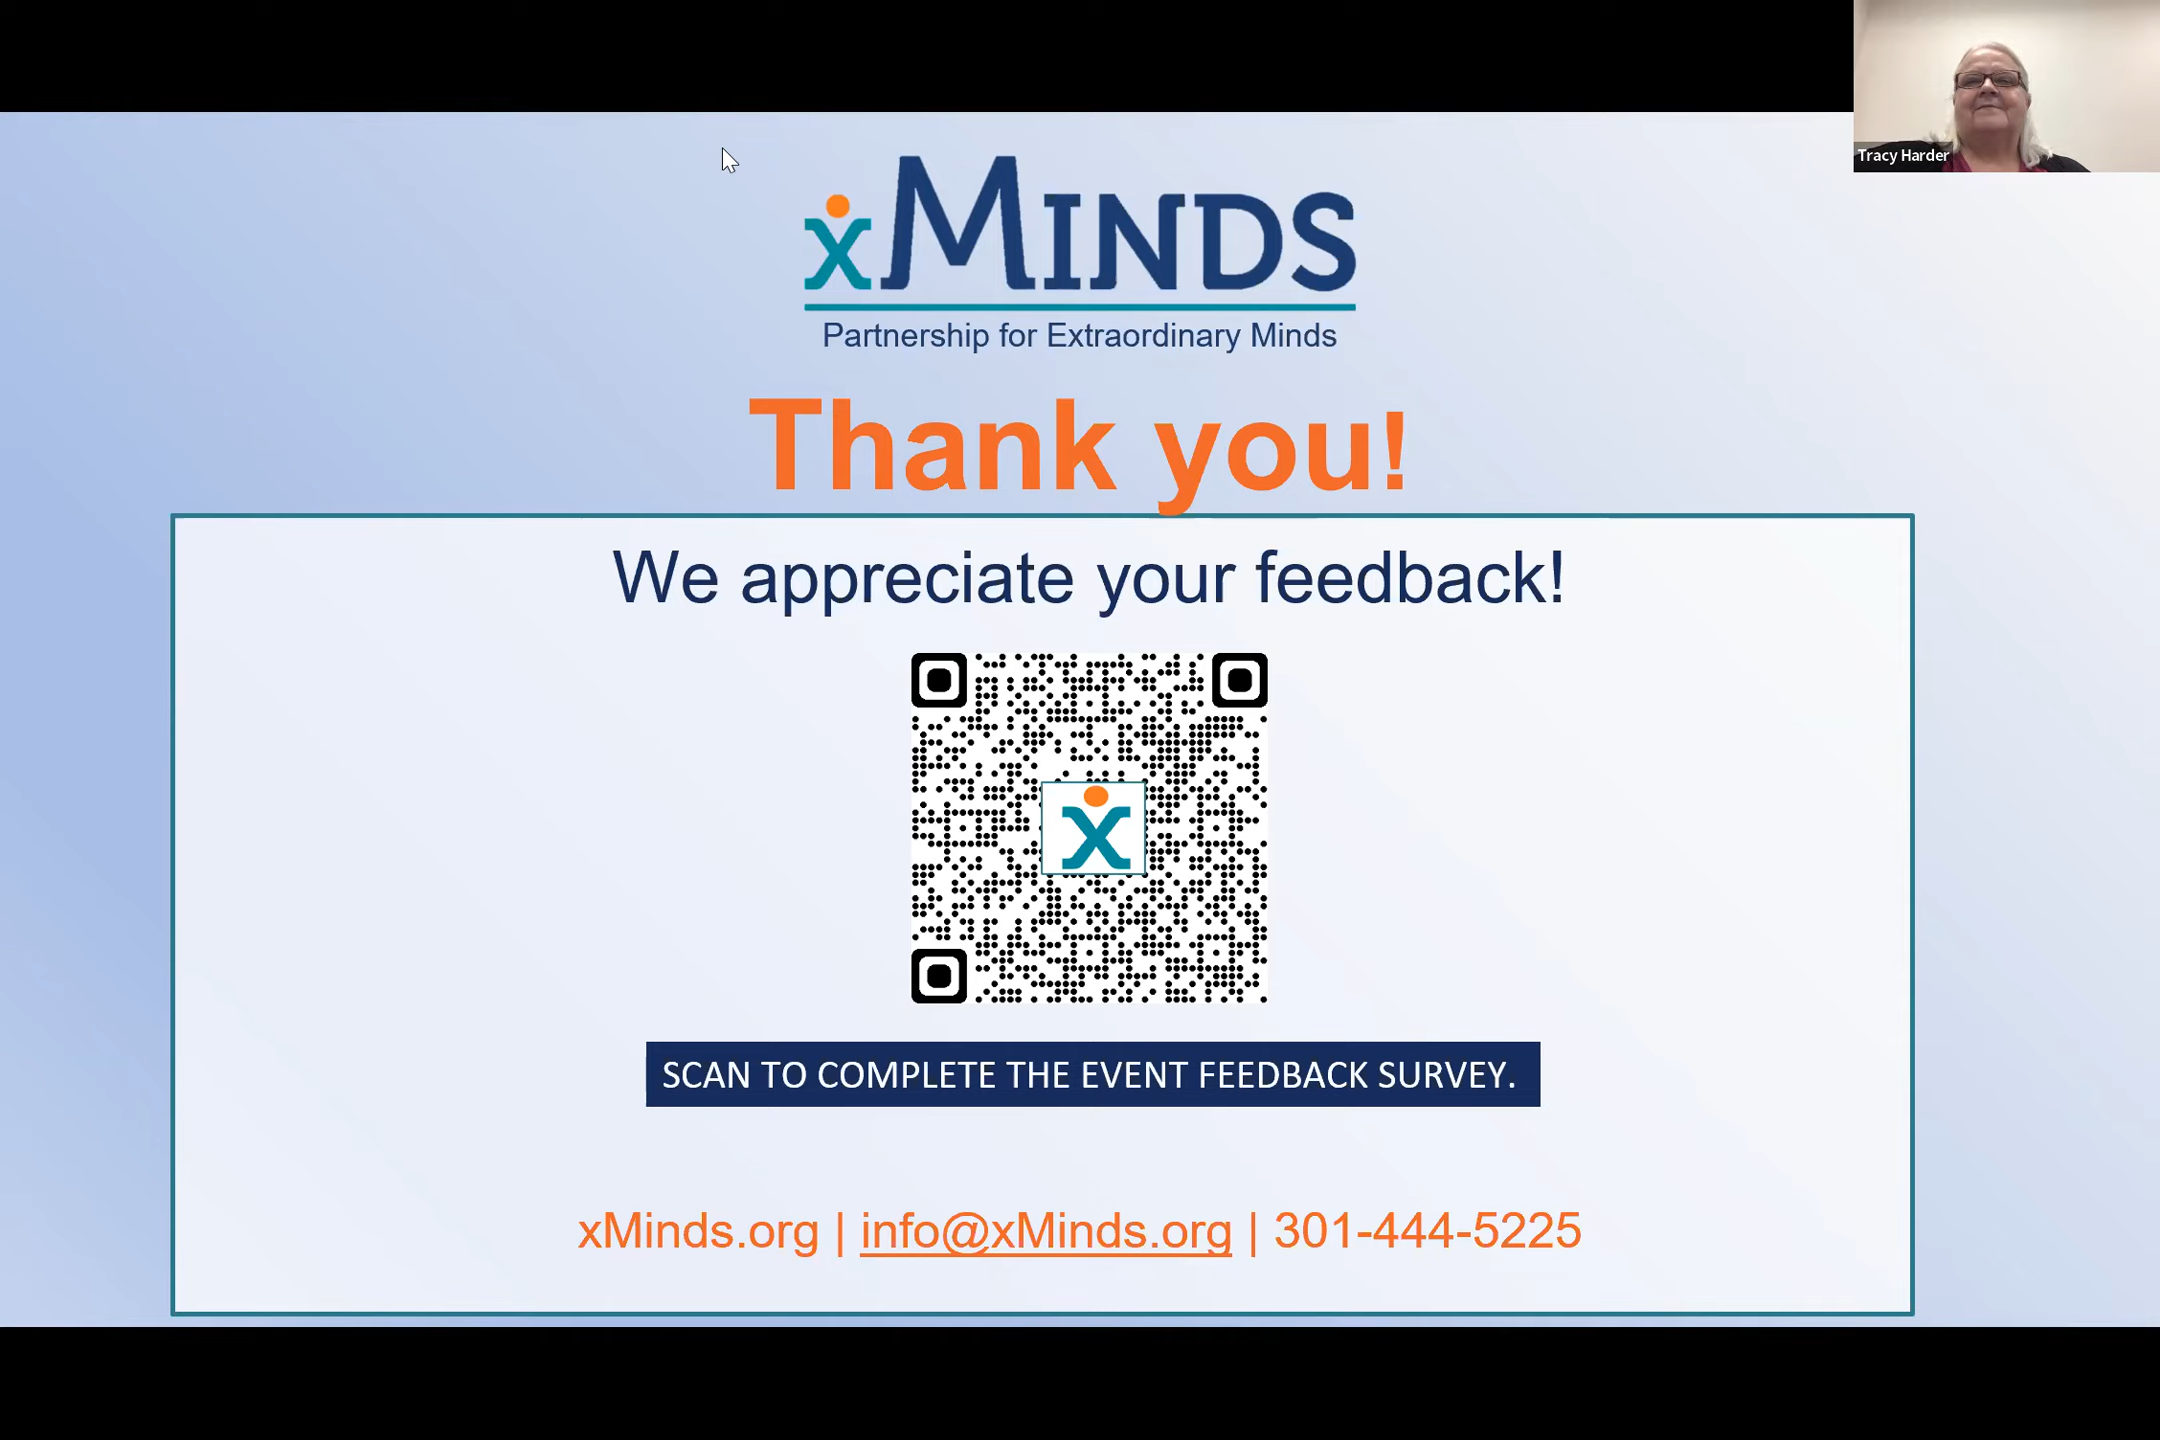 xMINDS
Partnership for Extraordinary Minds
Tracy Harder
Thank you!
We appreciate your feedback!
SCAN TO COMPLETE THE EVENT FEEDBACK SURVEY.
xMinds.org | info@xMinds.org | 301-444-5225